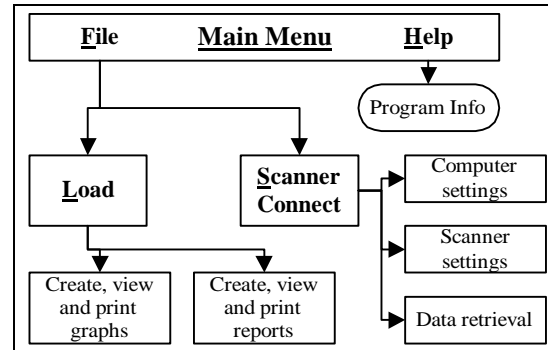 File Main Menu Help
Program Info
Load
Scanner
Connect
Computer
settings
Scanner
settings
Data retrieval
Create, view
and print
graphs
Create, view
and print
reports